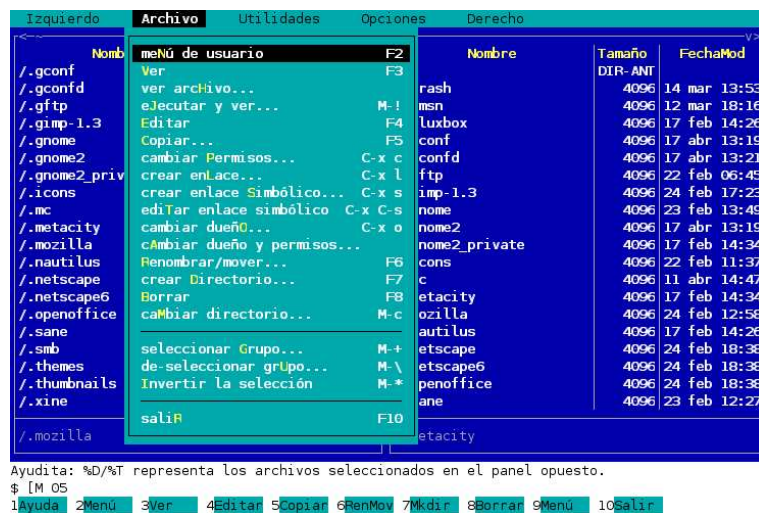 Izquierdo Archivo Utilidades Opciones Derecho
Nomb meNú de usuario F2 Nombre Tamaño FechaMod
/.gconf Ver F3 DIR-ANT
/.gconfd ver arcHivo... rash 4096 14 mar 13:53
/.gftp eJecutar y ver... M-! msn 4096 12 mar 18:16
/.gimp-1.3 Editar F4 luxbox 4096 17 feb 14:26
/.gnome Copiar... F5 conf 4096 17 abr 13:19
/.gnome2 cambiar Permisos... C-x c confd 4096 17 abr 13:21
/.gnome2_priv crear enLace... C-x l ftp 4096 22 feb 06:45
/.icons crear enlace Simbólico... C-x s imp-1.3 4096 24 feb 17:23
/.mc ediTar enlace simbólico C-x C-s nome 4096 23 feb 13:49
/.metacity cambiar dueñO... C-x o nome2 4096 17 abr 13:19
/.mozilla cAmbiar dueño y permisos... nome2_private 4096 17 feb 14:34
/.nautilus Renombrar/mover... F6 cons 4096 22 feb 11:37
/.netscape crear Directorio... F7 c 4096 11 abr 14:47
/.netscape6 Borrar F8 etacity 4096 17 feb 14:34
/.openoffice caMbiar directorio... M-c ozilla 4096 24 feb 12:58
/.sane autilus 4096 17 feb 14:26
/.smb seleccionar Grupo... M-+ etscape 4096 24 feb 18:38
/.themes de-seleccionar grUpo... M-\ etscape6 4096 24 feb 18:38
/.thumbnails Invertir la selección M-* penoffice 4096 24 feb 18:38
/.xine ane 4096 23 feb 12:27
saliR F10
/.mozilla etacity
Ayudita: %D/%T representa los archivos seleccionados en el panel opuesto.
$ [M 05
1Ayuda 2Menú 3Ver 4Editar 5Copiar 6RenMov 7Mkdir 8Borrar 9Menú 10Salir